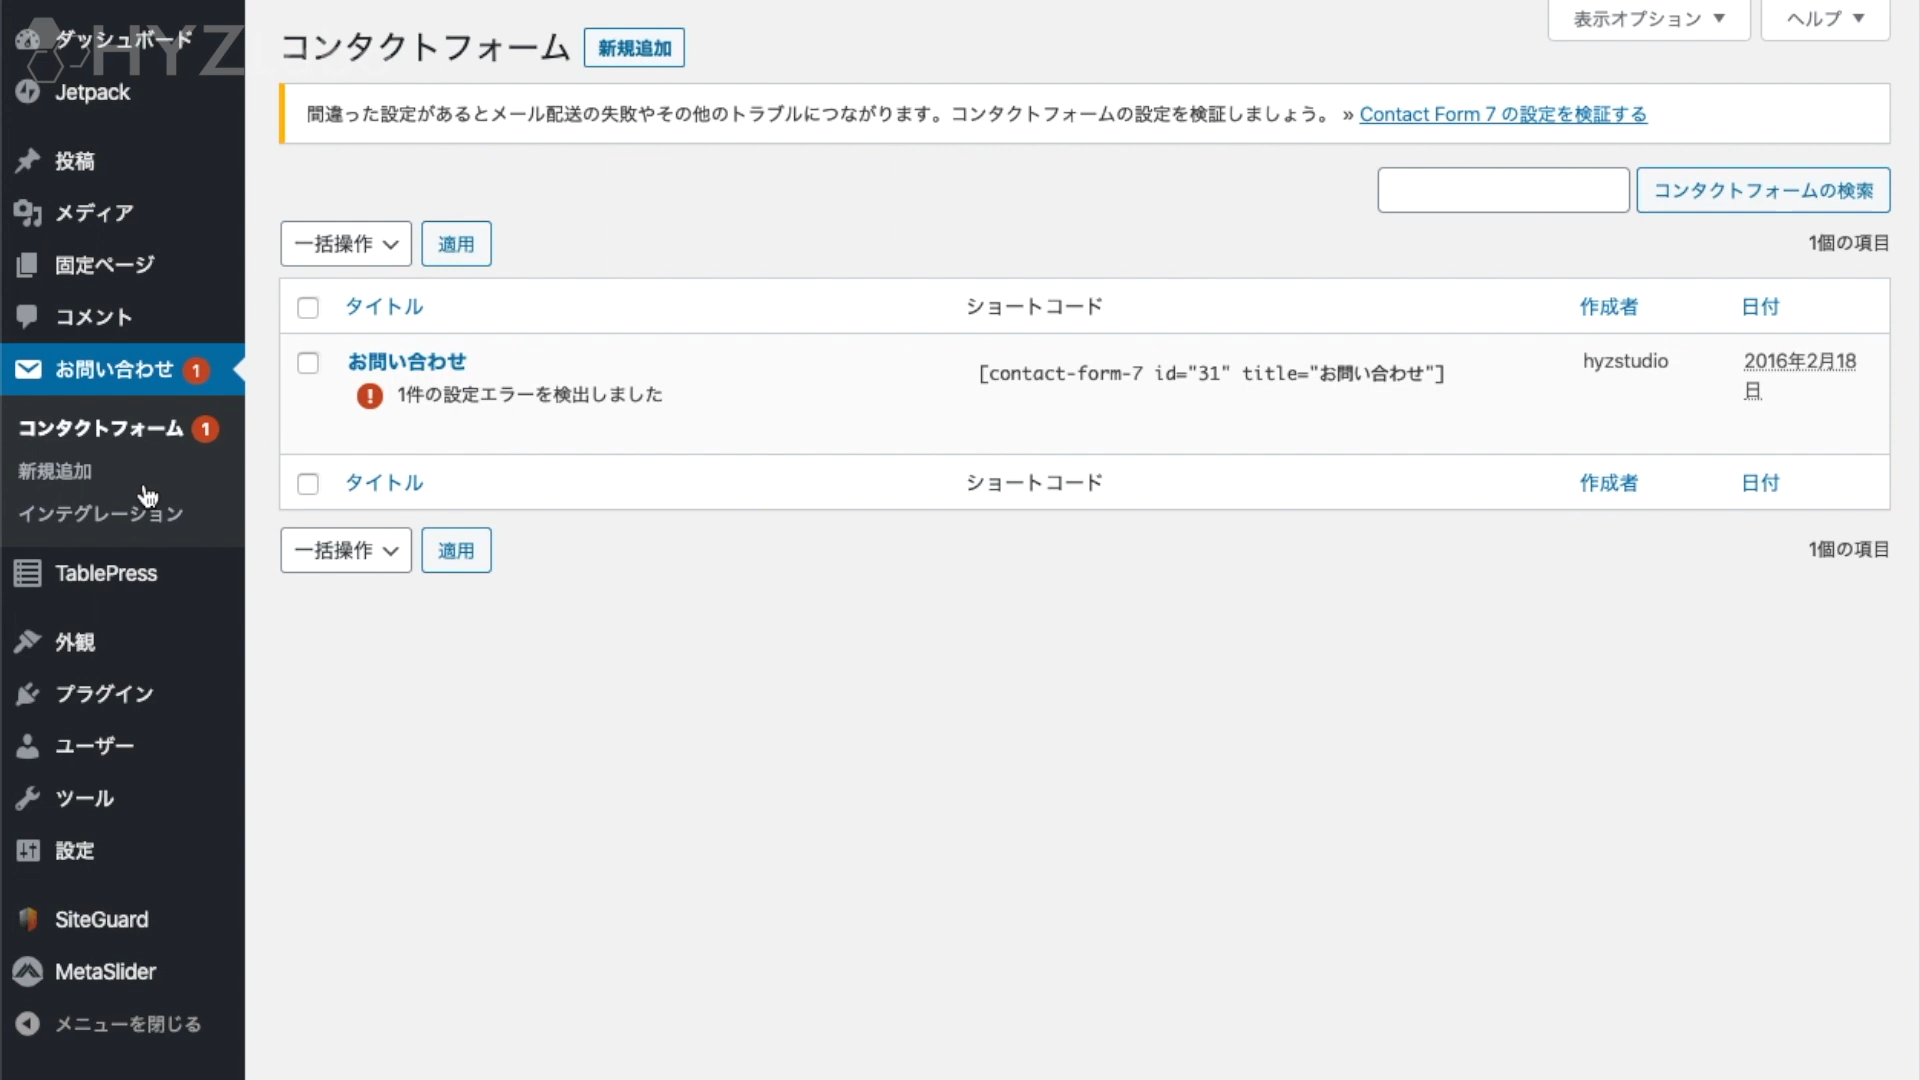 ダッシュボード
HYZ
Jetpack
投稿
メディア
固定ページ
コメント
お問い合わせ 1
コンタクトフォーム 1
新規追加
インテグレーション
TablePress
外観
プラグイン
ユーザー
ツール
設定
SiteGuard
MetaSlider
メニューを閉じる
表示オプション ▼
ヘルプ ▼
コンタクトフォーム 新規追加
間違った設定があるとメール配送の失敗やその他のトラブルにつながります。コンタクトフォームの設定を検証しましょう。 » Contact Form 7 の設定を検証する
コンタクトフォームの検索
一括操作 適用 1個の項目
タイトル ショートコード 作成者 日付
お問い合わせ [contact-form-7 id="31" title="お問い合わせ"] hyzstudio 2016年2月18
日
! 1件の設定エラーを検出しました
タイトル ショートコード 作成者 日付
一括操作 適用 1個の項目